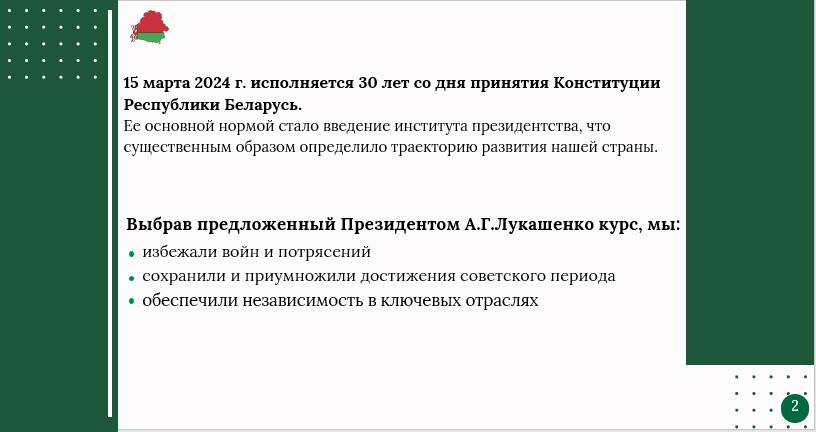 15 марта 2024 г. исполняется 30 лет со дня принятия Конституции
Республики Беларусь.
Ее основной нормой стало введение института президентства, что
существенным образом определило траекторию развития нашей страны.
Выбрав предложенный Президентом А.Г.Лукашенко курс, мы:
избежали войн и потрясений
сохранили и приумножили достижения советского периода
обеспечили независимость в ключевых отраслях
2